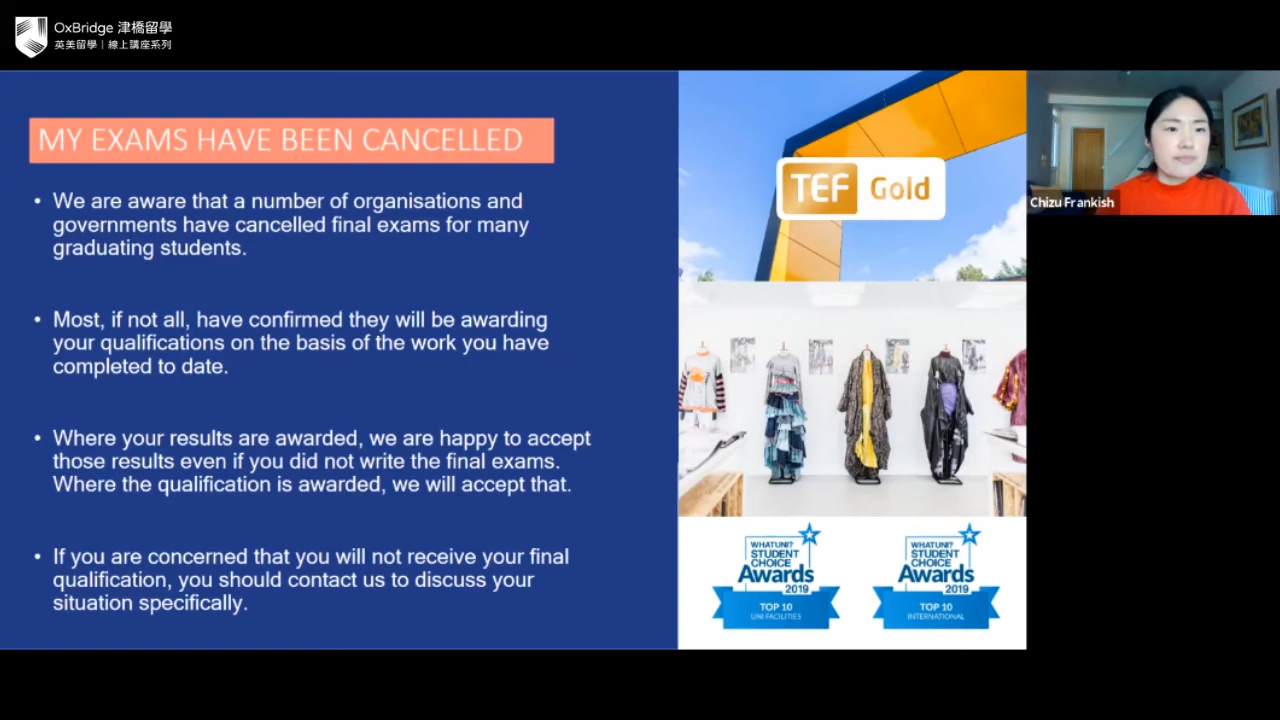 OxBridge 津橋留學
英美留學｜線上講座系列
MY EXAMS HAVE BEEN CANCELLED
• We are aware that a number of organisations and
governments have cancelled final exams for many
graduating students.
• Most, if not all, have confirmed they will be awarding
your qualifications on the basis of the work you have
completed to date.
• Where your results are awarded, we are happy to accept
those results even if you did not write the final exams.
Where the qualification is awarded, we will accept that.
• If you are concerned that you will not receive your final
qualification, you should contact us to discuss your
situation specifically.
TEF Gold
WHATUNI?
STUDENT
CHOICE
Awards
2019
TOP 10
UNI FACILITIES
WHATUNI?
STUDENT
CHOICE
Awards
2019
TOP 10
INTERNATIONAL
Chizu Frankish